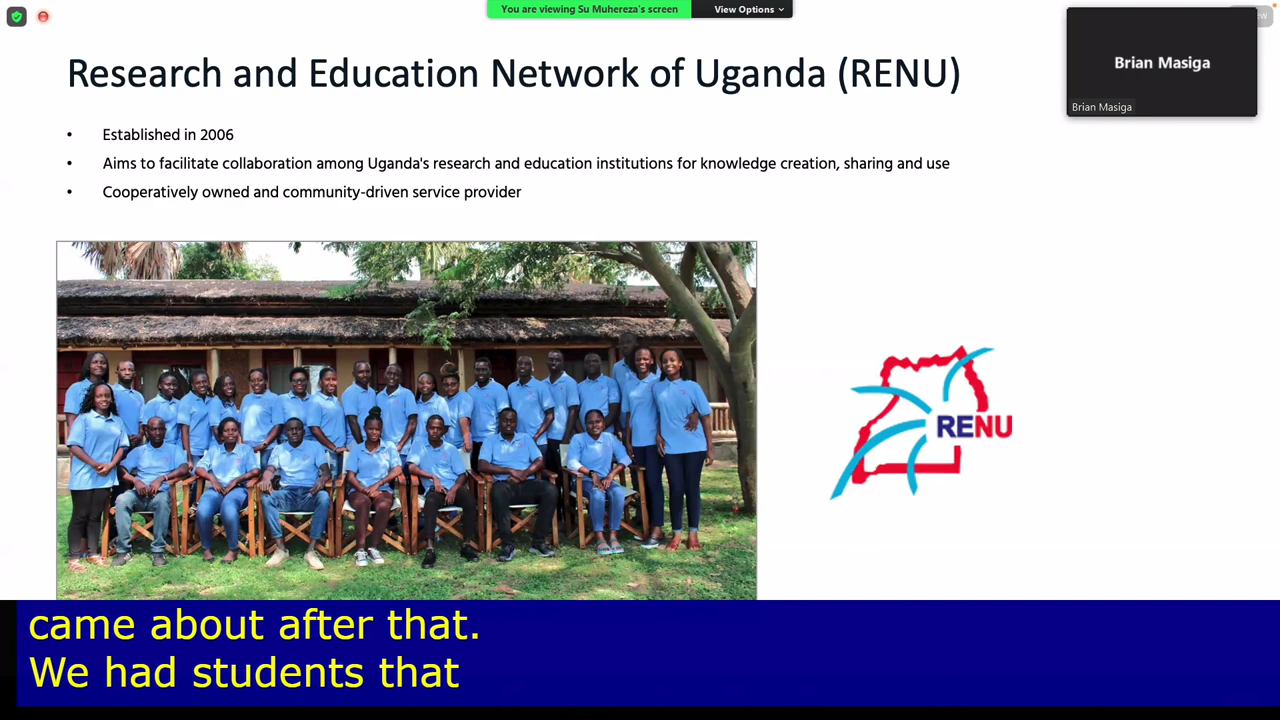 You are viewing Su Muhereza's screen
View Options
Brian Masiga
Brian Masiga
Research and Education Network of Uganda (RENU)
• Established in 2006
• Aims to facilitate collaboration among Uganda's research and education institutions for knowledge creation, sharing and use
• Cooperatively owned and community-driven service provider
RENU
came about after that.
We had students that